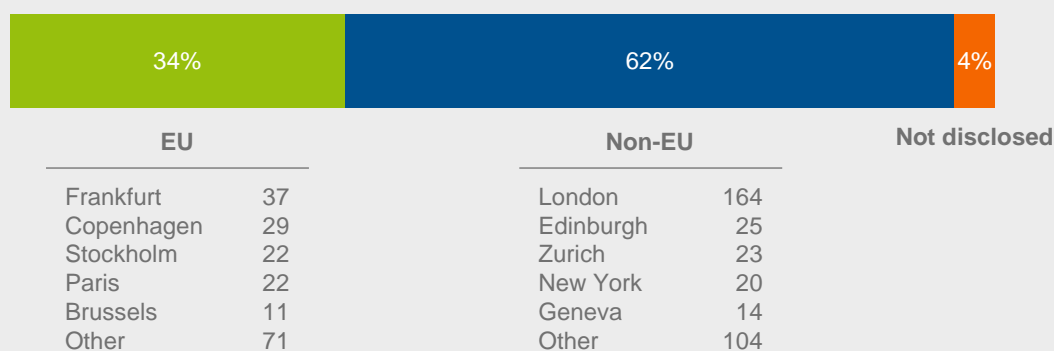 34% 62% 4%
EU Non-EU Not disclosed
Frankfurt 37 London 164
Copenhagen 29 Edinburgh 25
Stockholm 22 Zurich 23
Paris 22 New York 20
Brussels 11 Geneva 14
Other 71 Other 104